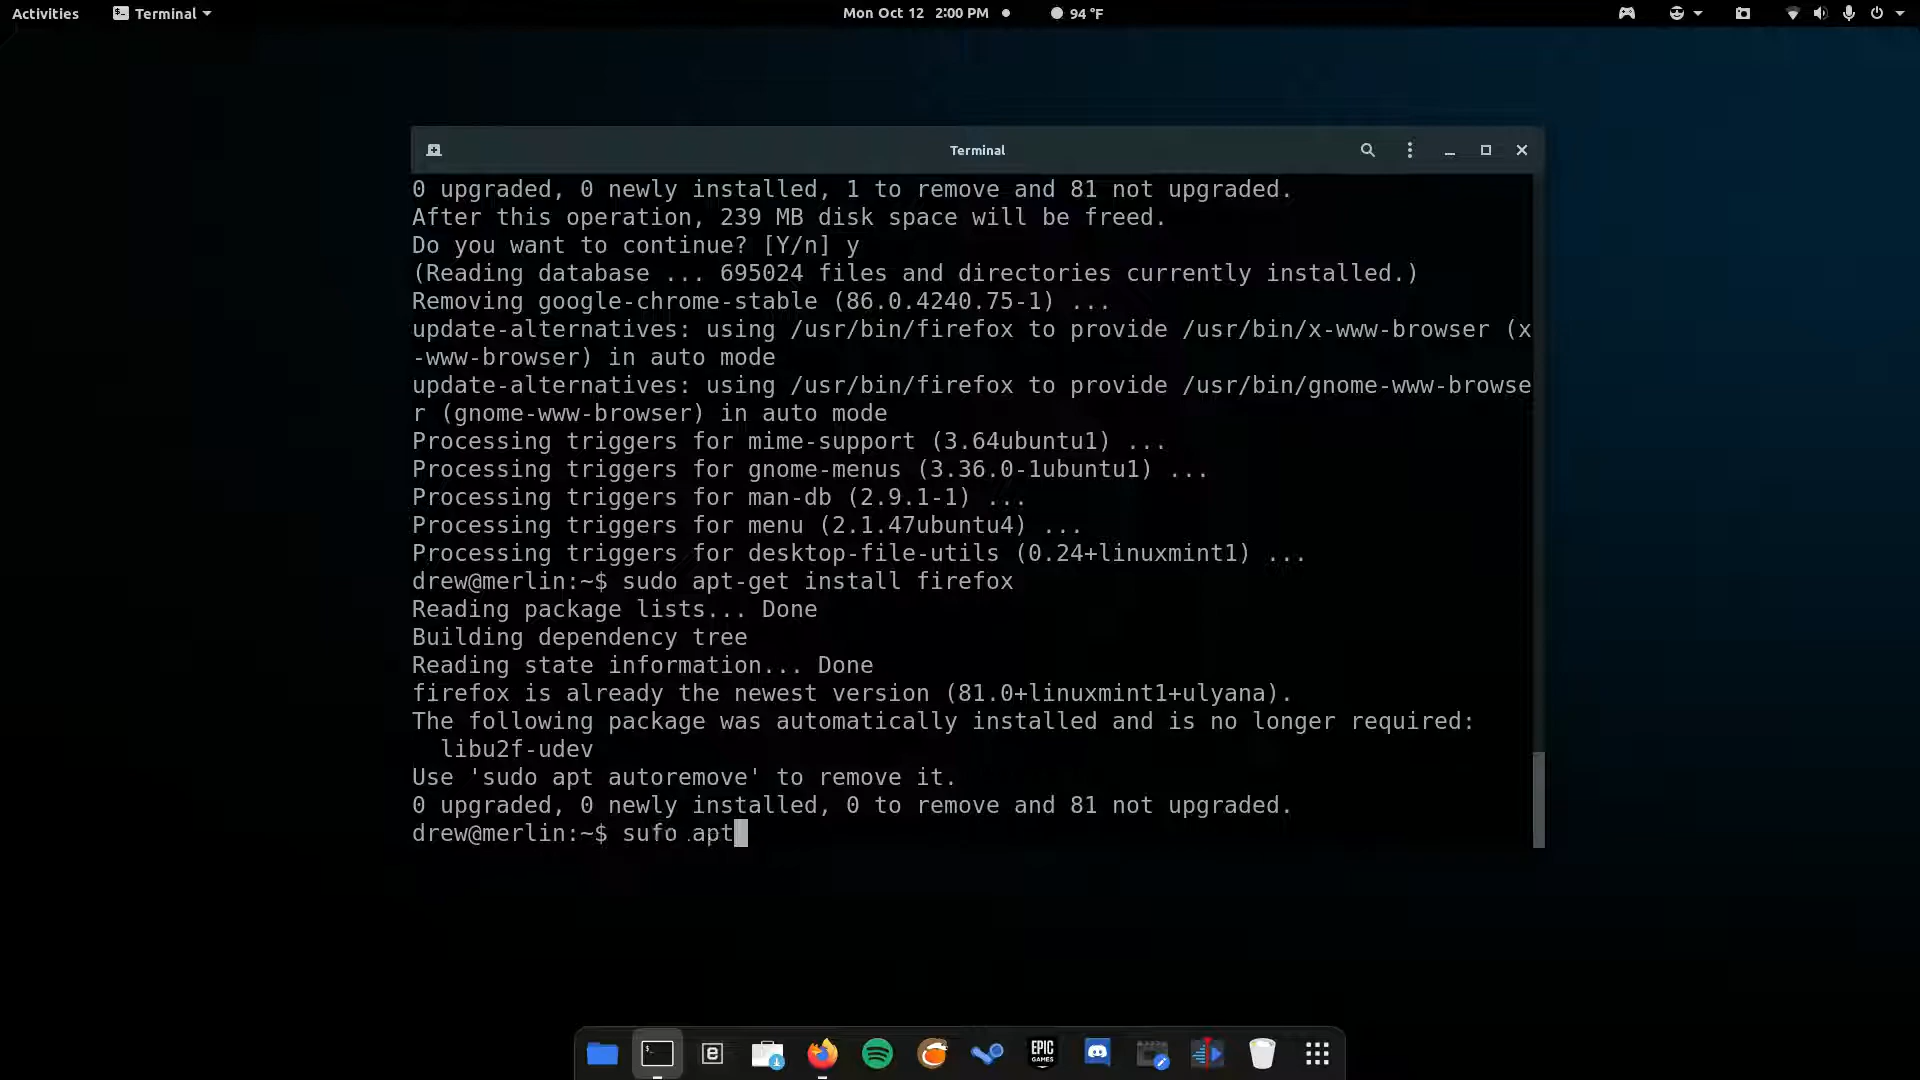 Activities Terminal Mon Oct 12 2:00 PM 94 °F
Terminal
0 upgraded, 0 newly installed, 1 to remove and 81 not upgraded.
After this operation, 239 MB disk space will be freed.
Do you want to continue? [Y/n] y
(Reading database ... 695024 files and directories currently installed.)
Removing google-chrome-stable (86.0.4240.75-1) ...
update-alternatives: using /usr/bin/firefox to provide /usr/bin/x-www-browser (x
-www-browser) in auto mode
update-alternatives: using /usr/bin/firefox to provide /usr/bin/gnome-www-browse
r (gnome-www-browser) in auto mode
Processing triggers for mime-support (3.64ubuntu1) ...
Processing triggers for gnome-menus (3.36.0-1ubuntu1) ...
Processing triggers for man-db (2.9.1-1) ...
Processing triggers for menu (2.1.47ubuntu4) ...
Processing triggers for desktop-file-utils (0.24+linuxmint1) ...
drew@merlin:~$ sudo apt-get install firefox
Reading package lists... Done
Building dependency tree
Reading state information... Done
firefox is already the newest version (81.0+linuxmint1+ulyana).
The following package was automatically installed and is no longer required:
  libu2f-udev
Use 'sudo apt autoremove' to remove it.
0 upgraded, 0 newly installed, 0 to remove and 81 not upgraded.
drew@merlin:~$ sufo apt
EPIC
GAMES